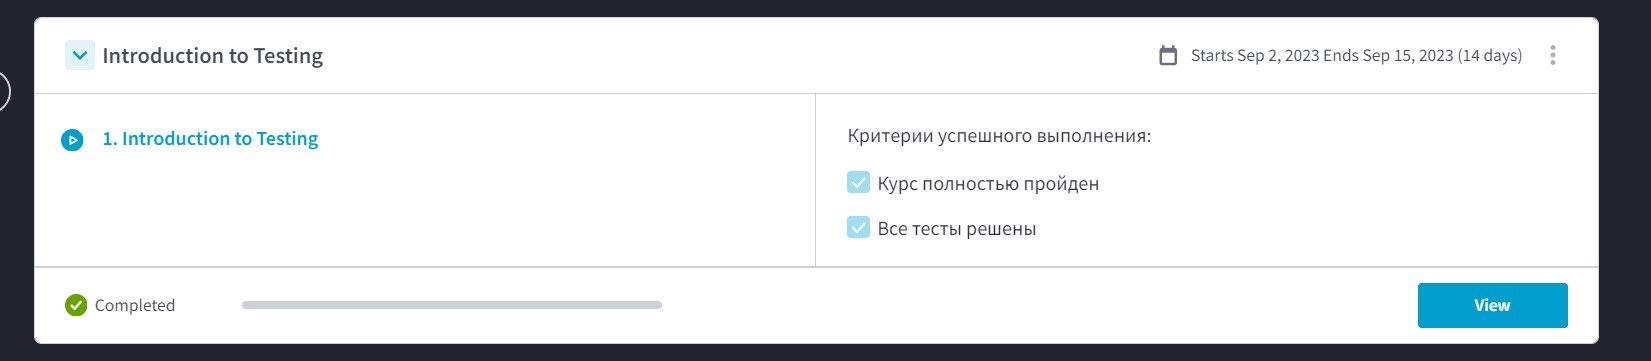 Introduction to Testing
Starts Sep 2, 2023 Ends Sep 15, 2023 (14 days)
1. Introduction to Testing
Критерии успешного выполнения:
Курс полностью пройден
Все тесты решены
Completed
View